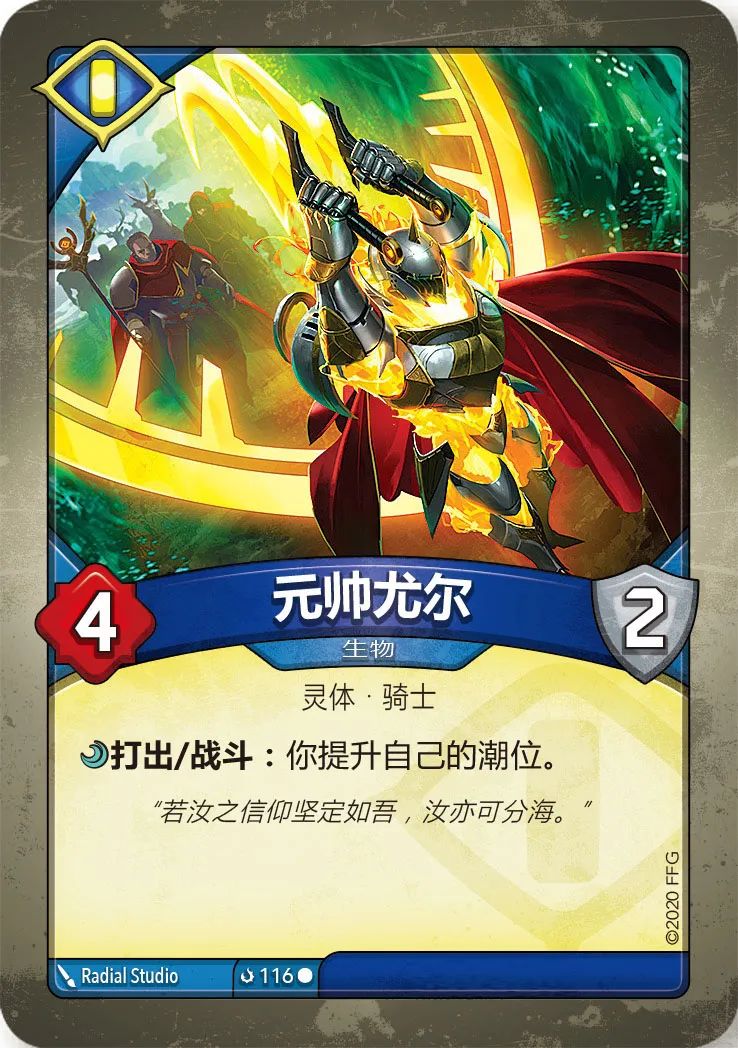 元帅尤尔
4
2
生物
灵体 · 骑士
打出/战斗：你提升自己的潮位。
“若汝之信仰坚定如吾，汝亦可分海。”
©2020 FFG
Radial Studio
116